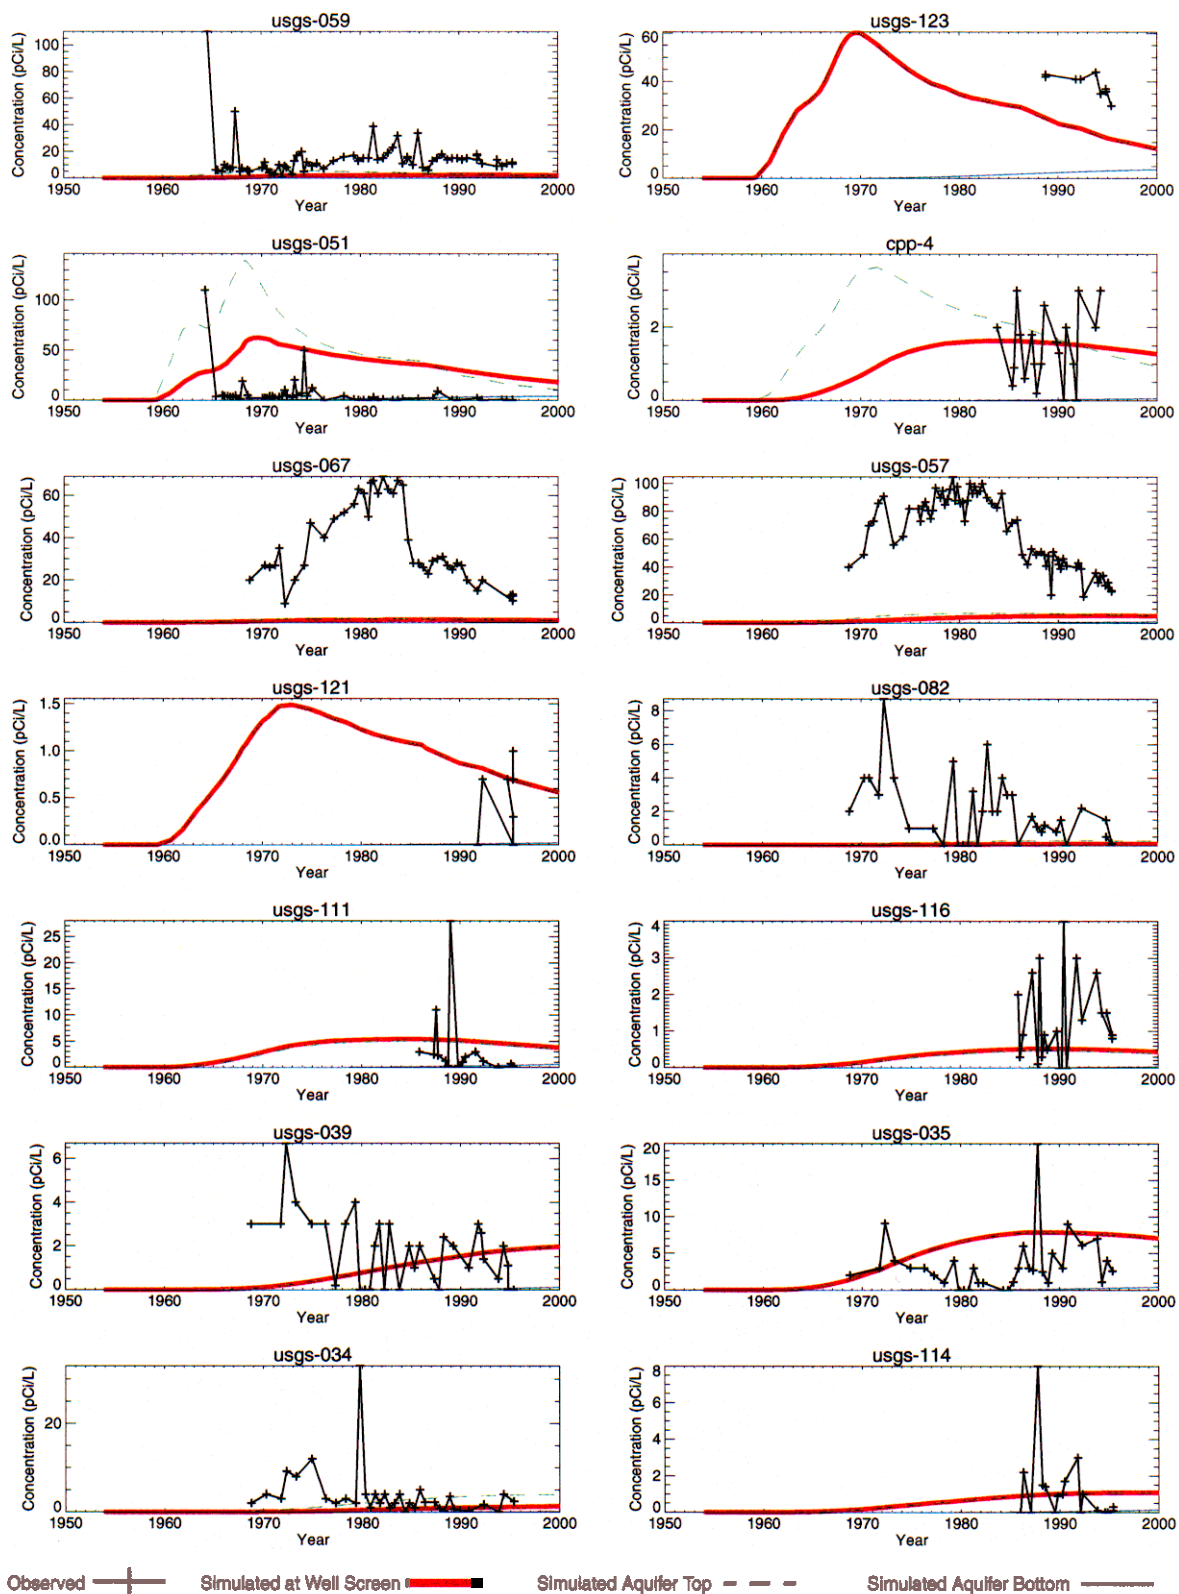 usgs-059
usgs-123
Concentration (pCi/L)
100
80
60
40
20
0
1950 1960 1970 1980 1990 2000
Year
Concentration (pCi/L)
60
40
20
0
1950 1960 1970 1980 1990 2000
Year
usgs-051
cpp-4
Concentration (pCi/L)
100
50
0
1950 1960 1970 1980 1990 2000
Year
Concentration (pCi/L)
2
0
1950 1960 1970 1980 1990 2000
Year
usgs-067
usgs-057
Concentration (pCi/L)
60
40
20
0
1950 1960 1970 1980 1990 2000
Year
Concentration (pCi/L)
100
80
60
40
20
0
1950 1960 1970 1980 1990 2000
Year
usgs-121
usgs-082
Concentration (pCi/L)
1.5
1.0
0.5
0.0
1950 1960 1970 1980 1990 2000
Year
Concentration (pCi/L)
8
6
4
2
0
1950 1960 1970 1980 1990 2000
Year
usgs-111
usgs-116
Concentration (pCi/L)
25
20
15
10
5
0
1950 1960 1970 1980 1990 2000
Year
Concentration (pCi/L)
4
3
2
1
0
1950 1960 1970 1980 1990 2000
Year
usgs-039
usgs-035
Concentration (pCi/L)
6
4
2
0
1950 1960 1970 1980 1990 2000
Year
Concentration (pCi/L)
20
15
10
5
0
1950 1960 1970 1980 1990 2000
Year
usgs-034
usgs-114
Concentration (pCi/L)
20
0
1950 1960 1970 1980 1990 2000
Year
Concentration (pCi/L)
8
6
4
2
0
1950 1960 1970 1980 1990 2000
Year
Observed Simulated at Well Screen Simulated Aquifer Top Simulated Aquifer Bottom